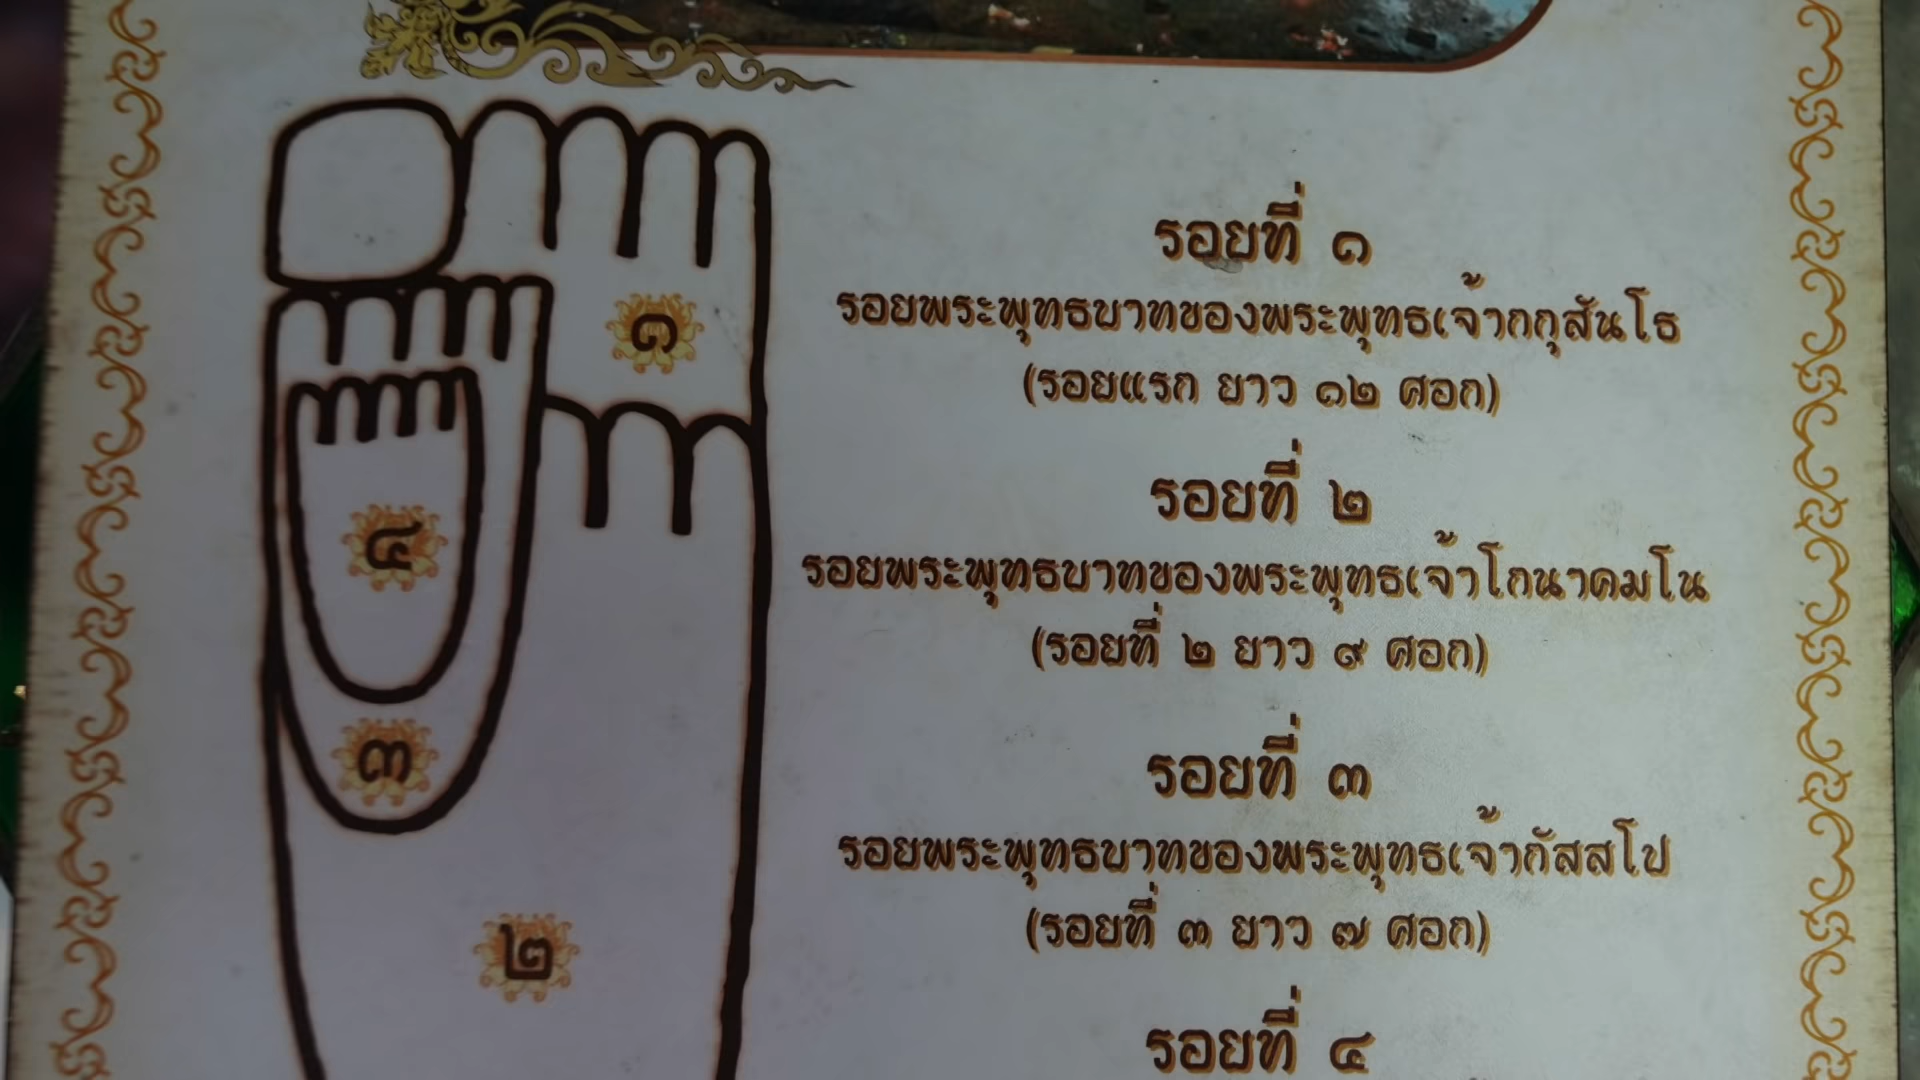 รอยที่ ๑
รอยพระพุทธบาทของพระพุทธเจ้ากกุสันโธ
(รอยแรก ยาว ๑๒ ศอก)
รอยที่ ๒
รอยพระพุทธบาทของพระพุทธเจ้าโกนาคมโน
(รอยที่ ๒ ยาว ๙ ศอก)
รอยที่ ๓
รอยพระพุทธบาทของพระพุทธเจ้ากัสสโป
(รอยที่ ๓ ยาว ๗ ศอก)
รอยที่ ๔
๑
๔
๓
๒